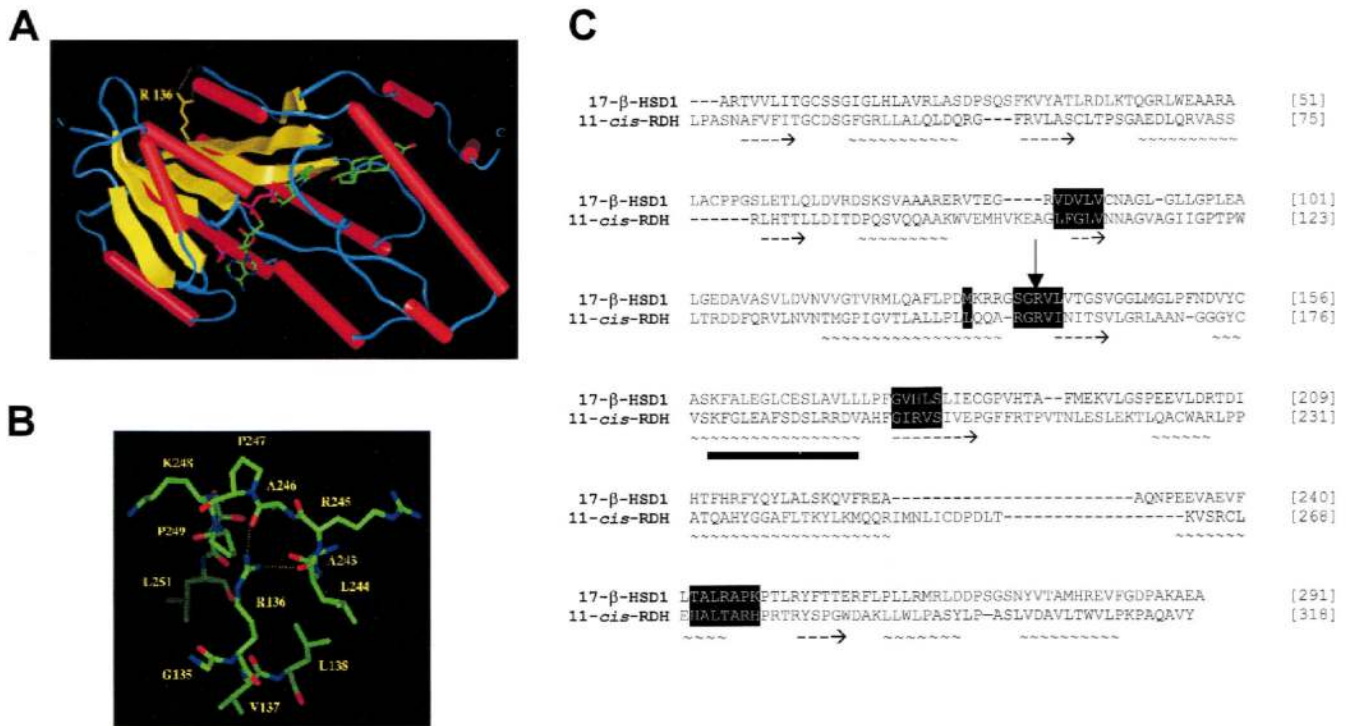 A
R 136
C
B
P247
K248
A246
R245
P249
A243
L251
L244
R136
G135
L138
V137
C
17-β-HSD1 ---ARTVVLITGCSSGIGLHLAVRLASDPSQSFKVYATLRDLKTQGRLWEAARA [51]
11-cis-RDH LPASNAFVFITGCDSGFGRLLALQLDQRG---FRVLASCLTPSGAEDLQRVASS [75]
17-β-HSD1 LACPPGSLETLQLDVRDSKSVAAARERVTEG----RVDVLVCNAGL-GLLGPLEA [101]
11-cis-RDH ------RLHTTLLDITDPQSVQQAAKWVEMHVKEAGLFGLVNNAGVAGIIGPTPW [123]
17-β-HSD1 LGEDAVASVLDVNVVGTVRMLQAFLPDMKRRGSGRVLVTGSVGGLMGLPFNDVYC [156]
11-cis-RDH LTRDDFQRVLNVNTMGPIGVTLALLPLLQQA-RGRVINITSVLGRLAAN-GGGYC [176]
17-β-HSD1 ASKFALEGLCESLAVLLLPFGVHLSLIECGPVHTA-FMEKVLGSPEEVLDRTDI [209]
11-cis-RDH VSKFGLEAFSDSLRRDVAHFGIRVSIVEPGFFRTPVTNLESLEKTLQACWARLPP [231]
17-β-HSD1 HTFHRFYQYLALSKQVFREA------------------------AQNPEEVAEVF [240]
11-cis-RDH ATQAHYGGAFLTKYLKMQQRIMNLICDPDLT-----------------KVSRCL [268]
17-β-HSD1 LTALRAPKPTLRYFTTERFLPLLRMRLDDPSGSNYVTAMHREVFGDPAKAEA [291]
11-cis-RDH EHALTARHPRTRYSPGWDAKLLWLPASYLP-ASLVDAVLTWVLPKPAQAVY [318]